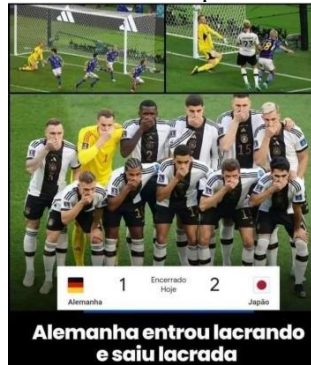 1 Encerrado 2
Hoje
Alemanha Japão
Alemanha entrou lacrando
e saiu lacrada